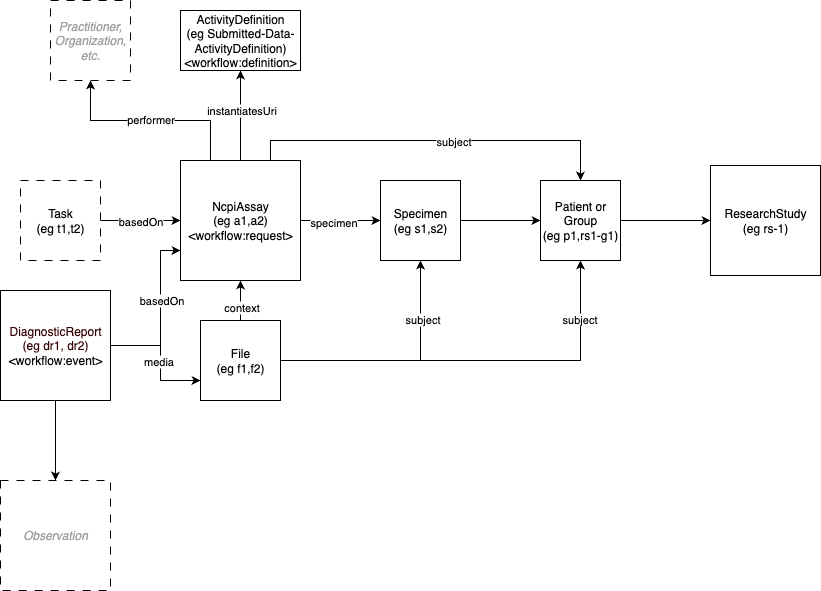 Practitioner,
Organization,
etc.
ActivityDefinition
(eg Submitted-Data-
ActivityDefinition)
<workflow:definition>
instantiatesUri
performer
subject
Task
(eg t1,t2)
basedOn
NcpiAssay
(eg a1,a2)
<workflow:request>
specimen
Specimen
(eg s1,s2)
Patient or
Group
(eg p1,rs1-g1)
ResearchStudy
(eg rs-1)
basedOn
context
subject
subject
DiagnosticReport
(eg dr1, dr2)
<workflow:event>
media
File
(eg f1,f2)
Observation